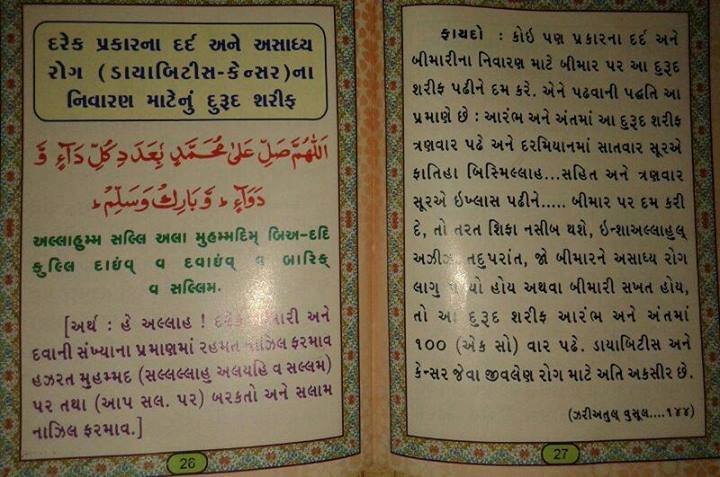 દરેક પ્રકારના દર્દ અને અસાધ્ય
રોગ (ડાયાબિટીસ-કેન્સર)ના
નિવારણ માટેનું દુરૂદ શરીફ
اَللّٰهُمَّ صَلِّ عَلٰى مُحَمَّدٍ بِعَدَدِ كُلِّ دَآءٍ وَّ
دَوَآءٍ وَّبَارِكْ وَسَلِّمْ
અલ્લાહુમ્મ સલ્લિ અલા મુહમ્મદિમ્ બિઅ-દદિ
કુલ્લિ દાઇંવ્ વ દવાઇંવ્ વ બારિક્
વ સલ્લિમ.
[અર્થ : હે અલ્લાહ ! દરેક બીમારી અને
દવાની સંખ્યાના પ્રમાણમાં રહમત નાઝિલ ફરમાવ
હઝરત મુહમ્મદ (સલ્લલ્લાહુ અલયહિ વ સલ્લમ)
પર તથા (આપ સલ. પર) બરકતો અને સલામ
નાઝિલ ફરમાવ.]
26
ફાયદો : કોઇ પણ પ્રકારના દર્દ અને
બીમારીના નિવારણ માટે બીમાર પર આ દુરૂદ
શરીફ પઢીને દમ કરે. એને પઢવાની પદ્ધતિ આ
પ્રમાણે છે : આરંભ અને અંતમાં આ દુરૂદ શરીફ
ત્રણવાર પઢે અને દરમિયાનમાં સાતવાર સૂરએ
ફાતિહા બિસ્મિલ્લાહ...સહિત અને ત્રણવાર
સૂરએ ઇખ્લાસ પઢીને..... બીમાર પર દમ કરી
દે, તો તરત શિફા નસીબ થશે, ઇન્શાઅલ્લાહુલ્
અઝીઝ તદુપરાંત, જો બીમારને અસાધ્ય રોગ
લાગુ પડ્યો હોય અથવા બીમારી સખત હોય,
તો આ દુરૂદ શરીફ આરંભ અને અંતમાં
૧૦૦ (એક સો) વાર પઢે. ડાયાબિટીસ અને
કેન્સર જેવા જીવલેણ રોગ માટે અતિ અકસીર છે.
(ઝરીઅતુલ્ વુસૂલ....૧૪૪)
27